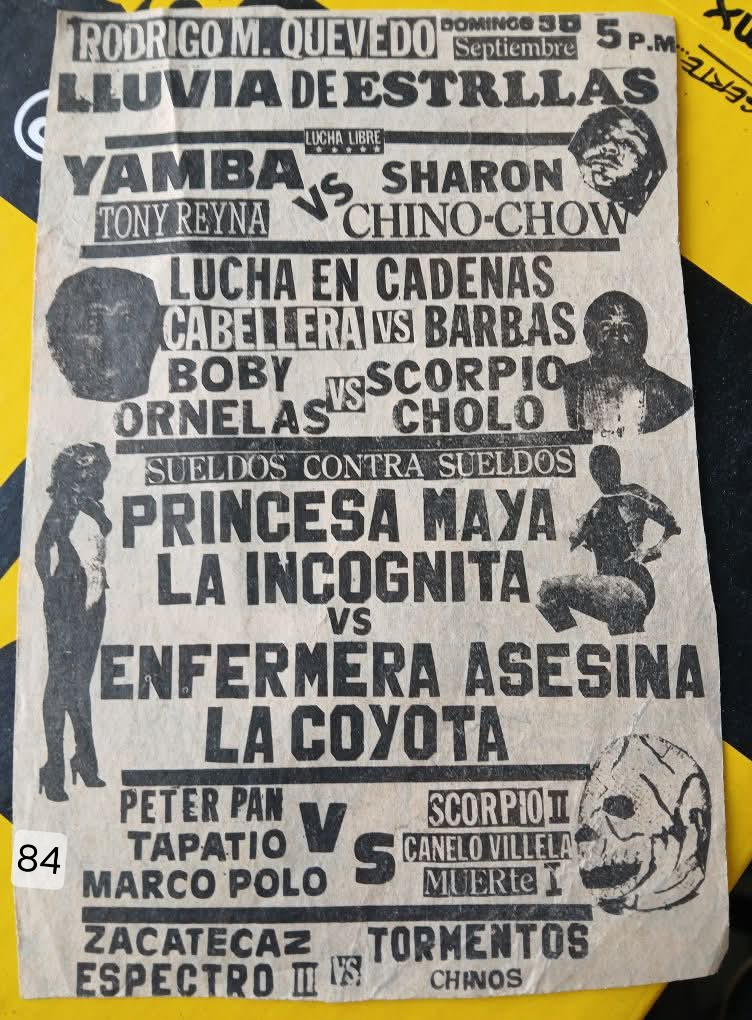 RODRIGO M. QUEVEDO DOMINGO 30 Septiembre 5 P.M.
LLUVIA DE ESTRLLAS
LUCHA LIBRE
YAMBA VS SHARON
TONY REYNA CHINO-CHOW
LUCHA EN CADENAS
CABELLERA VS BARBAS
BOBY VS SCORPIO
ORNELAS CHOLO
SUELDOS CONTRA SUELDOS
PRINCESA MAYA
LA INCOGNITA
VS
ENFERMERA ASESINA
LA COYOTA
PETER PAN VS SCORPIO II
TAPATIO CANELO VILLELA
MARCO POLO MUERte I
84
ZACATECAZ VS TORMENTOS
ESPECTRO III CHINOS